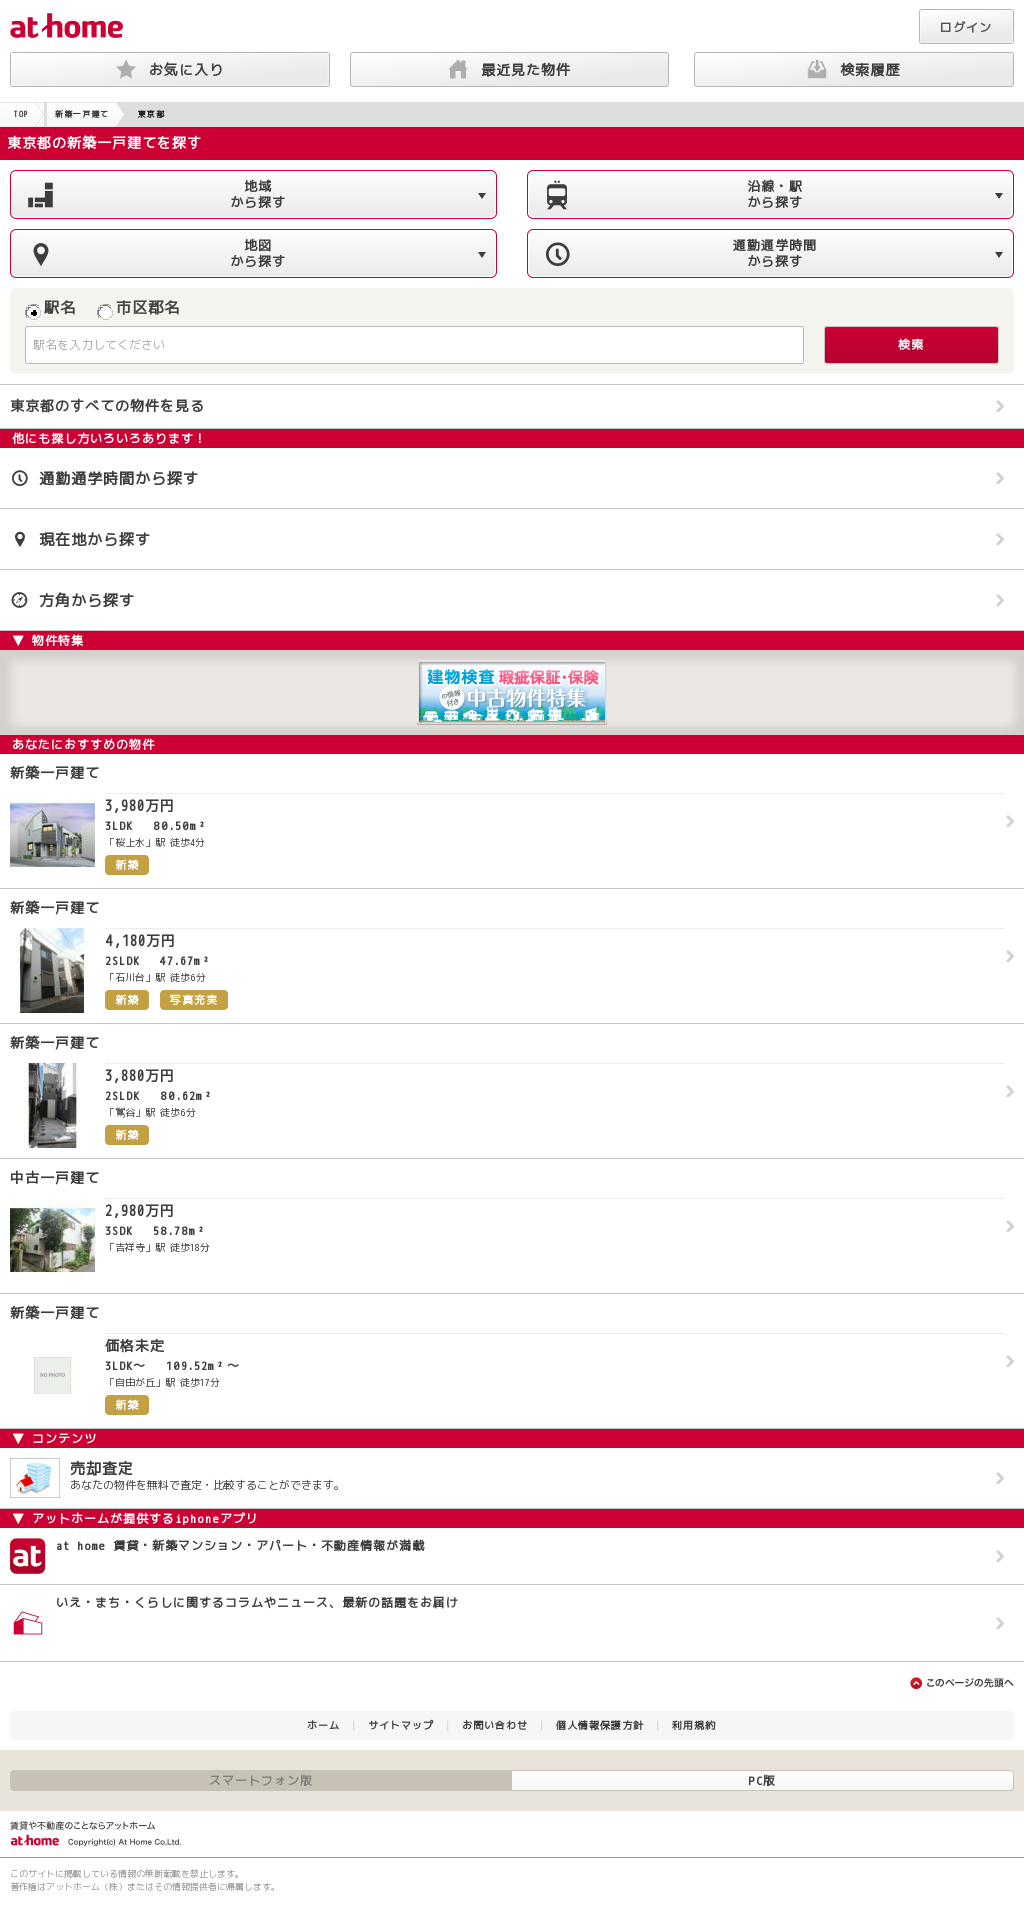 at home
ログイン
お気に入り
最近見た物件
検索履歴
TOP
新築一戸建て
東京都
東京都の新築一戸建てを探す
地域
から探す
沿線・駅
から探す
地図
から探す
通勤通学時間
から探す
駅名
市区郡名
駅名を入力してください
検索
東京都のすべての物件を見る
他にも探し方いろいろあります！
通勤通学時間から探す
現在地から探す
方角から探す
▼ 物件特集
建物検査 瑕疵保証・保険
の情報付き 中古物件特集
あなたにおすすめの物件
新築一戸建て
3,980万円
3LDK 80.50m²
「桜上水」駅 徒歩4分
新築
新築一戸建て
4,180万円
2SLDK 47.67m²
「石川台」駅 徒歩6分
新築 写真充実
新築一戸建て
3,880万円
2SLDK 80.62m²
「鶯谷」駅 徒歩6分
新築
中古一戸建て
2,980万円
3SDK 58.78m²
「吉祥寺」駅 徒歩18分
新築一戸建て
価格未定
3LDK～ 109.52m²～
NO PHOTO
「自由が丘」駅 徒歩17分
新築
▼ コンテンツ
売却査定
あなたの物件を無料で査定・比較することができます。
▼ アットホームが提供するiphoneアプリ
at
at home 賃貸・新築マンション・アパート・不動産情報が満載
いえ・まち・くらしに関するコラムやニュース、最新の話題をお届け
このページの先頭へ
ホーム | サイトマップ | お問い合わせ | 個人情報保護方針 | 利用規約
スマートフォン版
PC版
賃貸や不動産のことならアットホーム
at home Copyright(c) At Home Co.,Ltd.
このサイトに掲載している情報の無断転載を禁止します。
著作権はアットホーム（株）またはその情報提供者に帰属します。